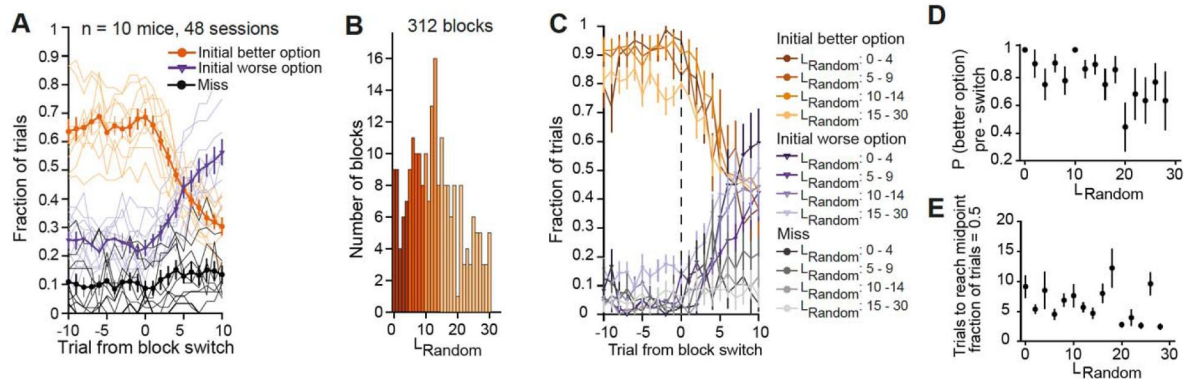 A
n = 10 mice, 48 sessions
Initial better option
Initial worse option
Miss
Fraction of trials
1
0.9
0.8
0.7
0.6
0.5
0.4
0.3
0.2
0.1
0
-10 -5 0 5 10
Trial from block switch
B
312 blocks
Number of blocks
16
14
12
10
8
6
4
2
0
0 10 20 30
LRandom
C
Fraction of trials
1
0.9
0.8
0.7
0.6
0.5
0.4
0.3
0.2
0.1
0
-10 -5 0 5 10
Trial from block switch
Initial better option
LRandom: 0 - 4
LRandom: 5 - 9
LRandom: 10 - 14
LRandom: 15 - 30
Initial worse option
LRandom: 0 - 4
LRandom: 5 - 9
LRandom: 10 - 14
LRandom: 15 - 30
Miss
LRandom: 0 - 4
LRandom: 5 - 9
LRandom: 10 - 14
LRandom: 15 - 30
D
P (better option)
pre - switch
1
0.8
0.6
0.4
0.2
0 10 20 30
LRandom
E
Trials to reach midpoint
fraction of trials = 0.5
20
15
10
5
0
0 10 20 30
LRandom